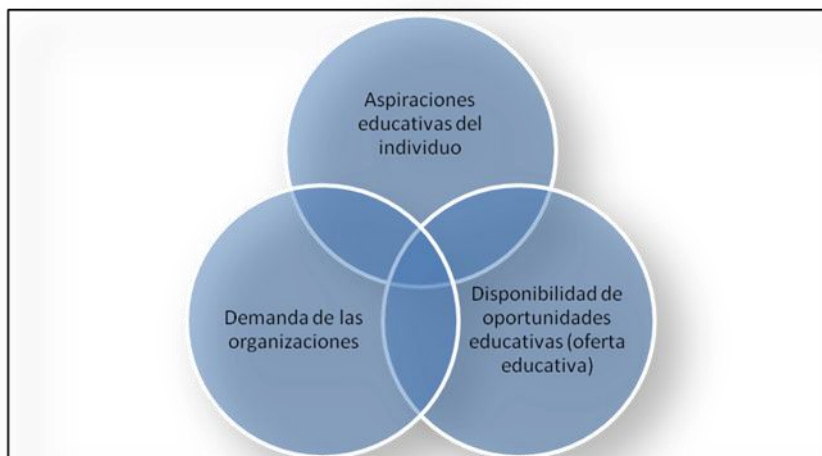 Aspiraciones
educativas del
individuo
Demanda de las
organizaciones
Disponibilidad de
oportunidades
educativas (oferta
educativa)